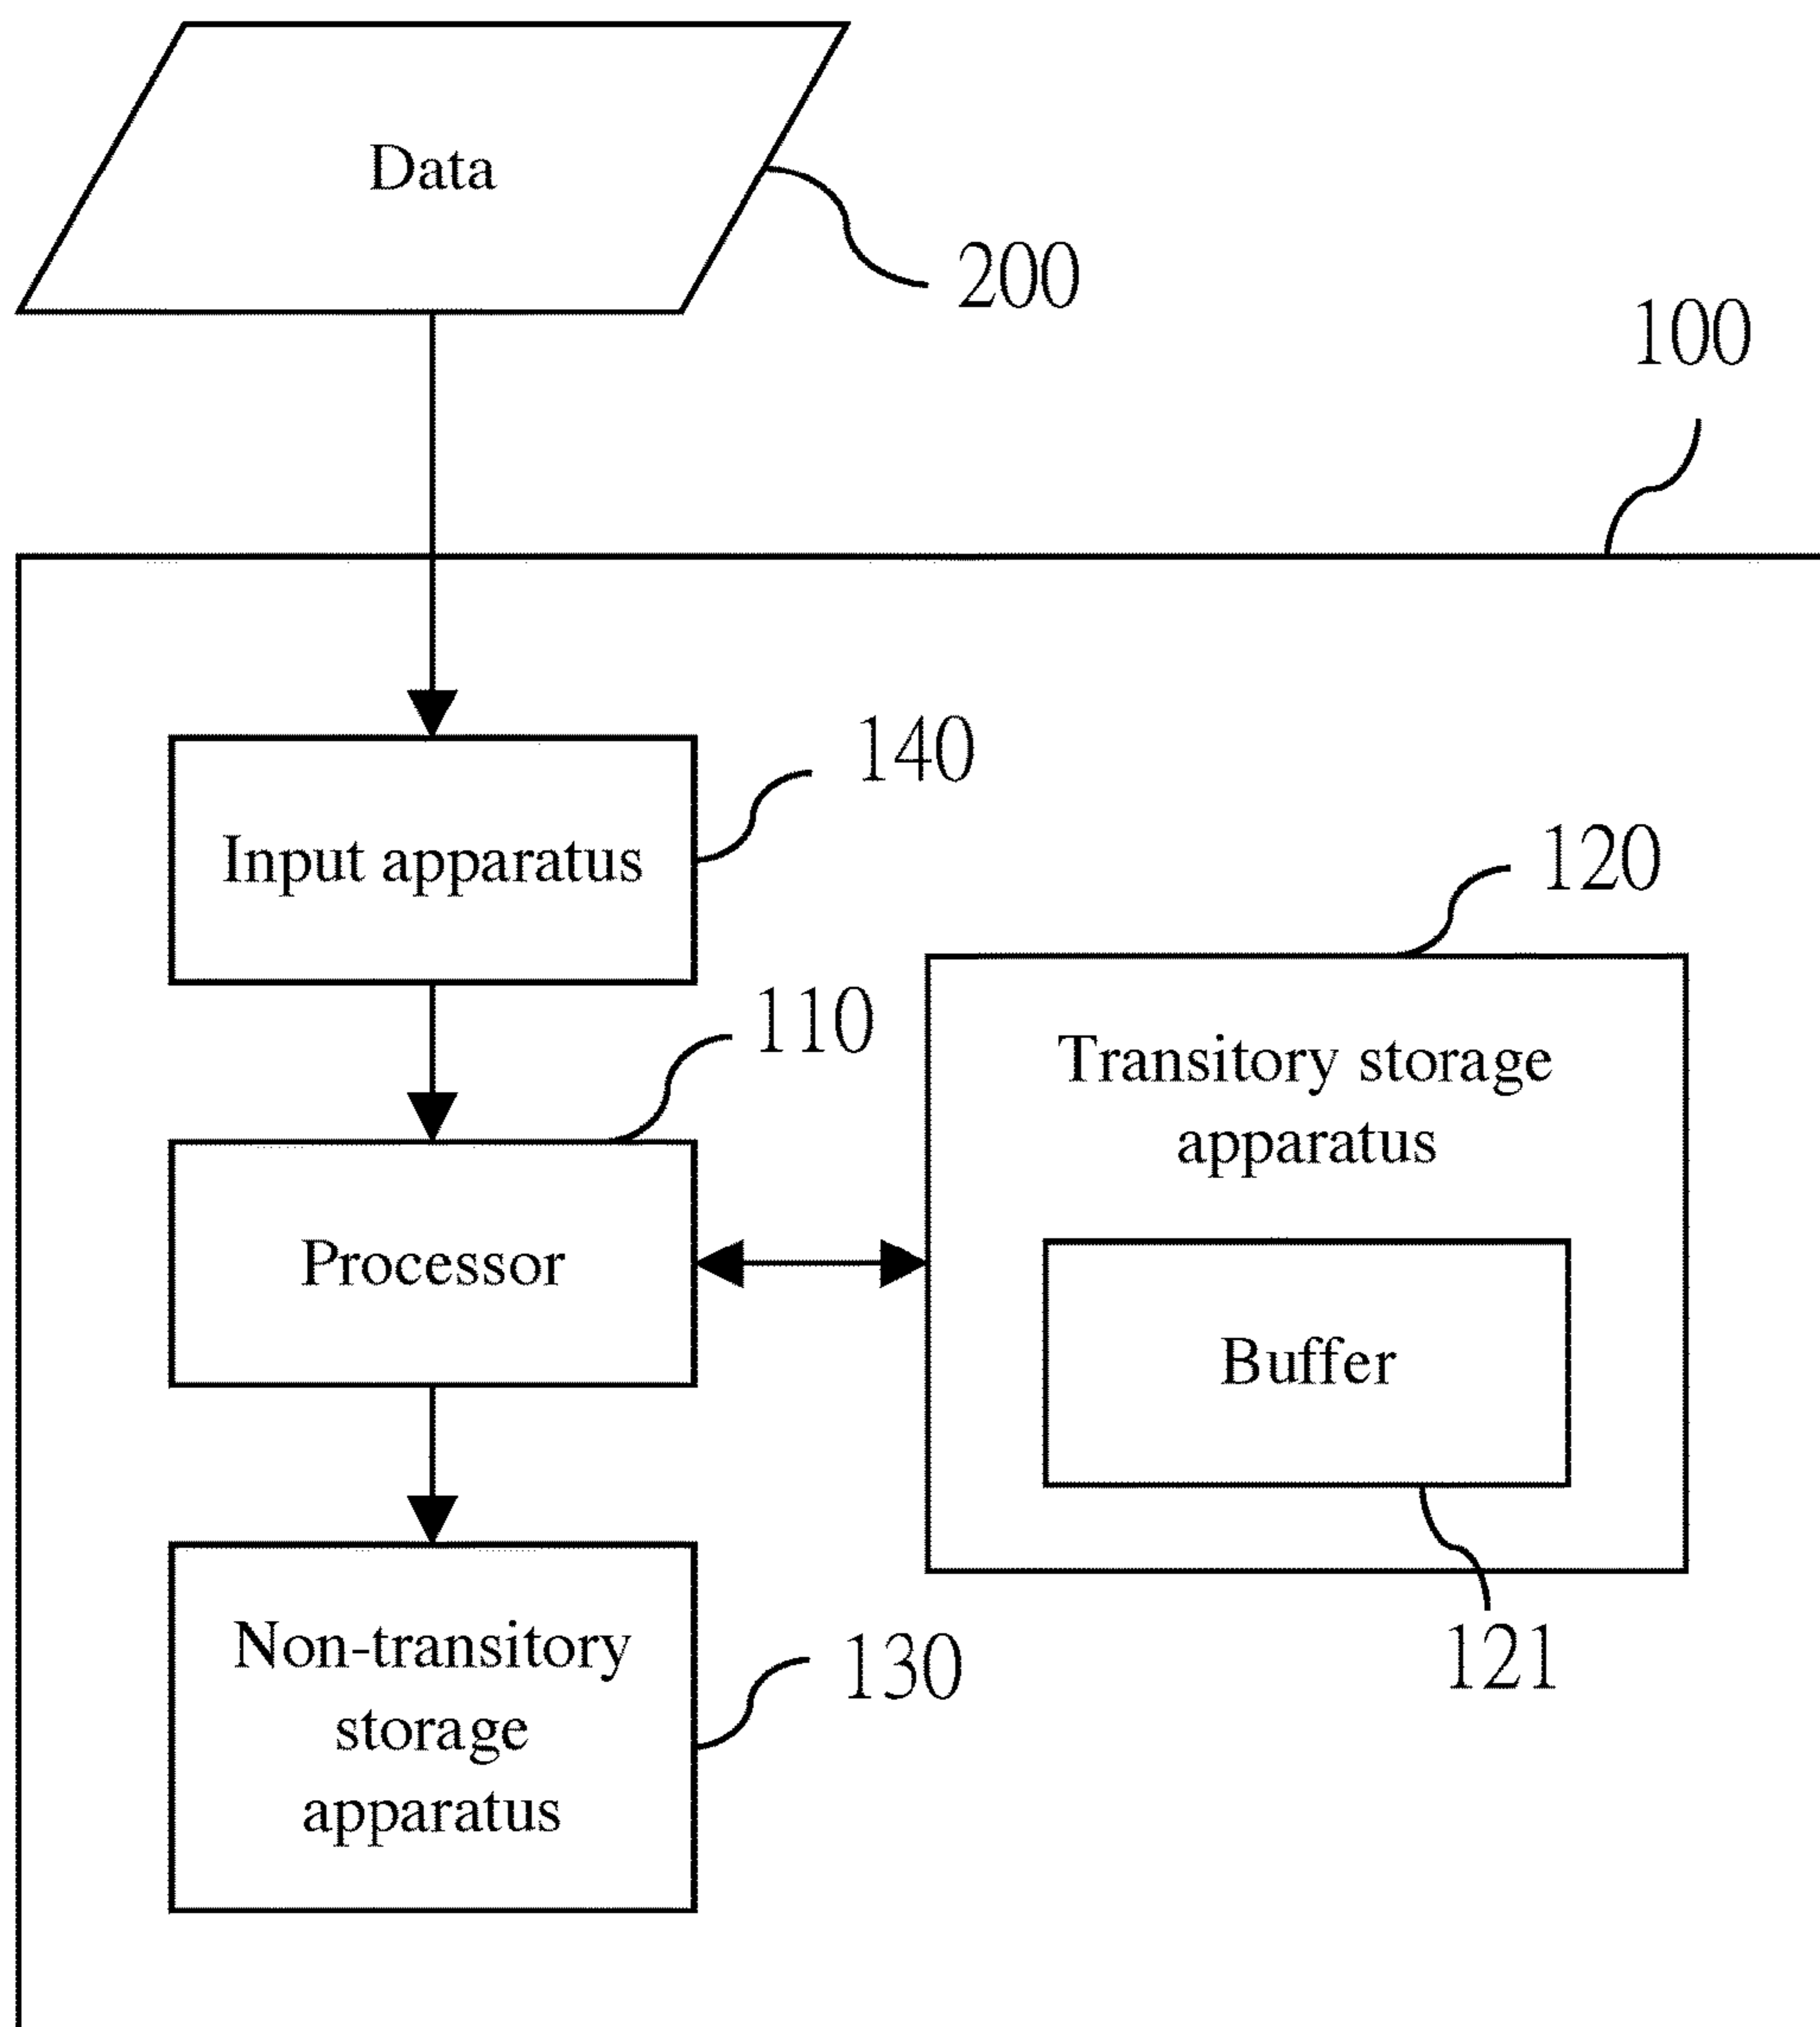 Data
200
100
140
Input apparatus
120
110
Transitory storage
apparatus
Processor
Buffer
121
Non-transitory
storage
apparatus
130